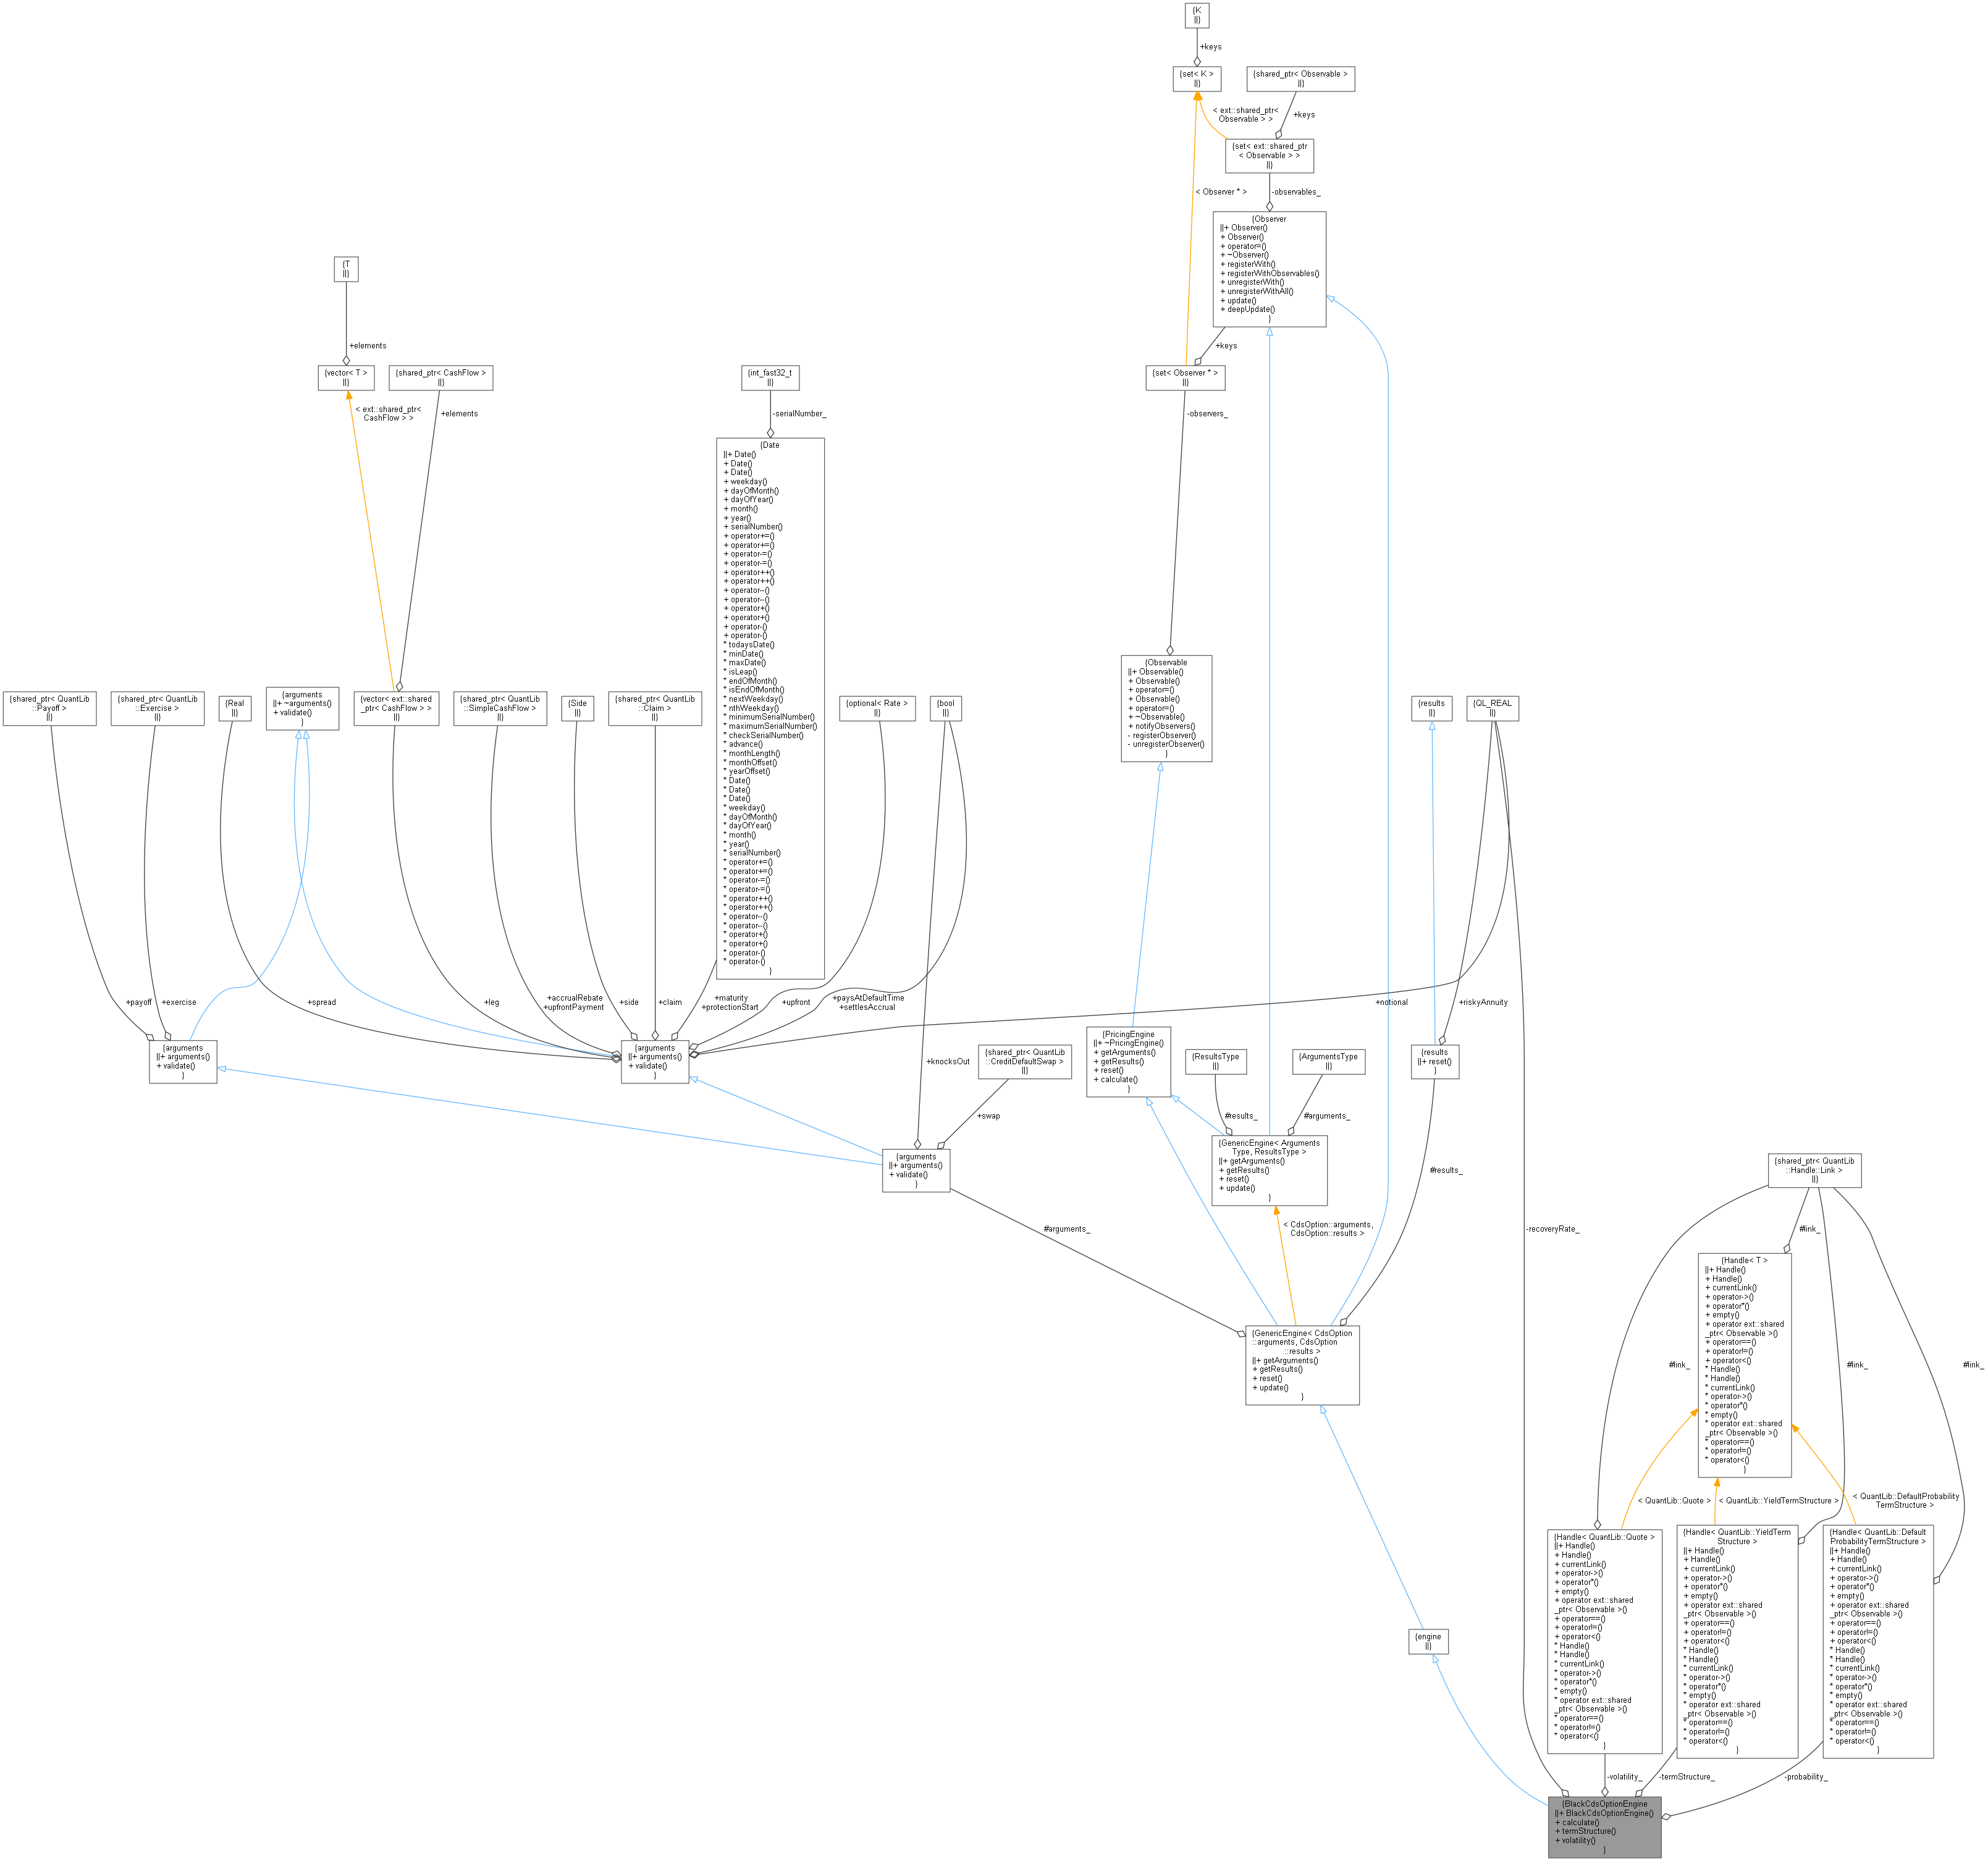 {K
||}
+keys
{set< K >
||}
{shared_ptr< Observable >
||}
< ext::shared_ptr<
Observable > >
+keys
{set< ext::shared_ptr
< Observable > >
||}
< Observer * >
-observables_
{Observer
||+ Observer()
+ Observer()
+ operator=()
+ ~Observer()
+ registerWith()
+ registerWithObservables()
+ unregisterWith()
+ unregisterWithAll()
+ update()
+ deepUpdate()
}
{T
||}
+elements
+keys
{vector< T >
||}
{shared_ptr< CashFlow >
||}
{int_fast32_t
||}
{set< Observer * >
||}
< ext::shared_ptr<
CashFlow > >
+elements
-serialNumber_
-observers_
{Date
||+ Date()
+ Date()
+ Date()
+ weekday()
+ dayOfMonth()
+ dayOfYear()
+ month()
+ year()
+ serialNumber()
+ operator+=()
+ operator+=()
+ operator-=()
+ operator-=()
+ operator++()
+ operator++()
+ operator--()
+ operator--()
+ operator+()
+ operator+()
+ operator-()
+ operator-()
* todaysDate()
* minDate()
* maxDate()
* isLeap()
* endOfMonth()
* isEndOfMonth()
* nextWeekday()
* nthWeekday()
* minimumSerialNumber()
* maximumSerialNumber()
* checkSerialNumber()
* advance()
* monthLength()
* monthOffset()
* yearOffset()
* Date()
* Date()
* Date()
* weekday()
* dayOfMonth()
* dayOfYear()
* month()
* year()
* serialNumber()
* operator+=()
* operator+=()
* operator-=()
* operator-=()
* operator++()
* operator++()
* operator--()
* operator--()
* operator+()
* operator+()
* operator-()
* operator-()
}
{Observable
||+ Observable()
+ Observable()
+ operator=()
+ Observable()
+ operator=()
+ ~Observable()
+ notifyObservers()
- registerObserver()
- unregisterObserver()
}
{shared_ptr< QuantLib
::Payoff >
||}
{shared_ptr< QuantLib
::Exercise >
||}
{Real
||}
{arguments
||+ ~arguments()
+ validate()
}
{vector< ext::shared
_ptr< CashFlow > >
||}
{shared_ptr< QuantLib
::SimpleCashFlow >
||}
{Side
||}
{shared_ptr< QuantLib
::Claim >
||}
{optional< Rate >
||}
{bool
||}
{results
||}
{QL_REAL
||}
+payoff
+exercise
+spread
+leg
+accrualRebate
+upfrontPayment
+side
+claim
+maturity
+protectionStart
+upfront
+paysAtDefaultTime
+settlesAccrual
+notional
+riskyAnnuity
{arguments
||+ arguments()
+ validate()
}
{arguments
||+ arguments()
+ validate()
}
+knocksOut
{shared_ptr< QuantLib
::CreditDefaultSwap >
||}
{PricingEngine
||+ ~PricingEngine()
+ getArguments()
+ getResults()
+ reset()
+ calculate()
}
{ResultsType
||}
{ArgumentsType
||}
{results
||+ reset()
}
+swap
#results_
#arguments_
{arguments
||+ arguments()
+ validate()
}
{GenericEngine< Arguments
Type, ResultsType >
||+ getArguments()
+ getResults()
+ reset()
+ update()
}
#results_
{shared_ptr< QuantLib
::Handle::Link >
||}
#arguments_
< CdsOption::arguments,
CdsOption::results >
-recoveryRate_
#link_
{Handle< T >
||+ Handle()
+ Handle()
+ currentLink()
+ operator->()
+ operator*()
+ empty()
+ operator ext::shared
_ptr< Observable >()
+ operator==()
+ operator!=()
+ operator<()
* Handle()
* Handle()
* currentLink()
* operator->()
* operator*()
* empty()
* operator ext::shared
_ptr< Observable >()
* operator==()
* operator!=()
* operator<()
}
{GenericEngine< CdsOption
::arguments, CdsOption
::results >
||+ getArguments()
+ getResults()
+ reset()
+ update()
}
#link_
#link_
#link_
< QuantLib::Quote >
< QuantLib::YieldTermStructure >
< QuantLib::DefaultProbability
TermStructure >
{engine
||}
{Handle< QuantLib::Quote >
||+ Handle()
+ Handle()
+ currentLink()
+ operator->()
+ operator*()
+ empty()
+ operator ext::shared
_ptr< Observable >()
+ operator==()
+ operator!=()
+ operator<()
* Handle()
* Handle()
* currentLink()
* operator->()
* operator*()
* empty()
* operator ext::shared
_ptr< Observable >()
* operator==()
* operator!=()
* operator<()
}
{Handle< QuantLib::YieldTerm
Structure >
||+ Handle()
+ Handle()
+ currentLink()
+ operator->()
+ operator*()
+ empty()
+ operator ext::shared
_ptr< Observable >()
+ operator==()
+ operator!=()
+ operator<()
* Handle()
* Handle()
* currentLink()
* operator->()
* operator*()
* empty()
* operator ext::shared
_ptr< Observable >()
* operator==()
* operator!=()
* operator<()
}
{Handle< QuantLib::Default
ProbabilityTermStructure >
||+ Handle()
+ Handle()
+ currentLink()
+ operator->()
+ operator*()
+ empty()
+ operator ext::shared
_ptr< Observable >()
+ operator==()
+ operator!=()
+ operator<()
* Handle()
* Handle()
* currentLink()
* operator->()
* operator*()
* empty()
* operator ext::shared
_ptr< Observable >()
* operator==()
* operator!=()
* operator<()
}
-volatility_
-termStructure_
-probability_
{BlackCdsOptionEngine
||+ BlackCdsOptionEngine()
+ calculate()
+ termStructure()
+ volatility()
}